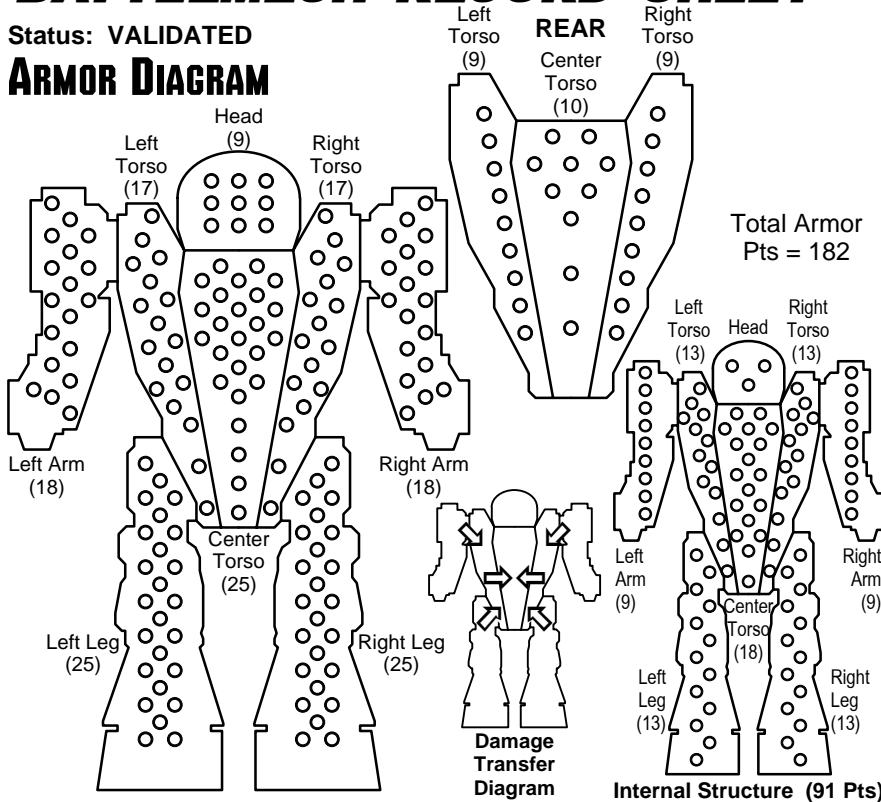 BATTLEMECH RECORD SHEET
Status: VALIDATED
ARMOR DIAGRAM
Head
(9)
Left
Torso
(17)
Right
Torso
(17)
Left Arm
(18)
Right Arm
(18)
Center
Torso
(25)
Left Leg
(25)
Right Leg
(25)
Left
Torso
(9)
REAR
Center
Torso
(10)
Right
Torso
(9)
Total Armor
Pts = 182
Damage
Transfer
Diagram
Left
Torso
(13)
Head
Right
Torso
(13)
Left
Arm
(9)
Right
Arm
(9)
Center
Torso
(18)
Left
Leg
(13)
Right
Leg
(13)
Internal Structure (91 Pts)